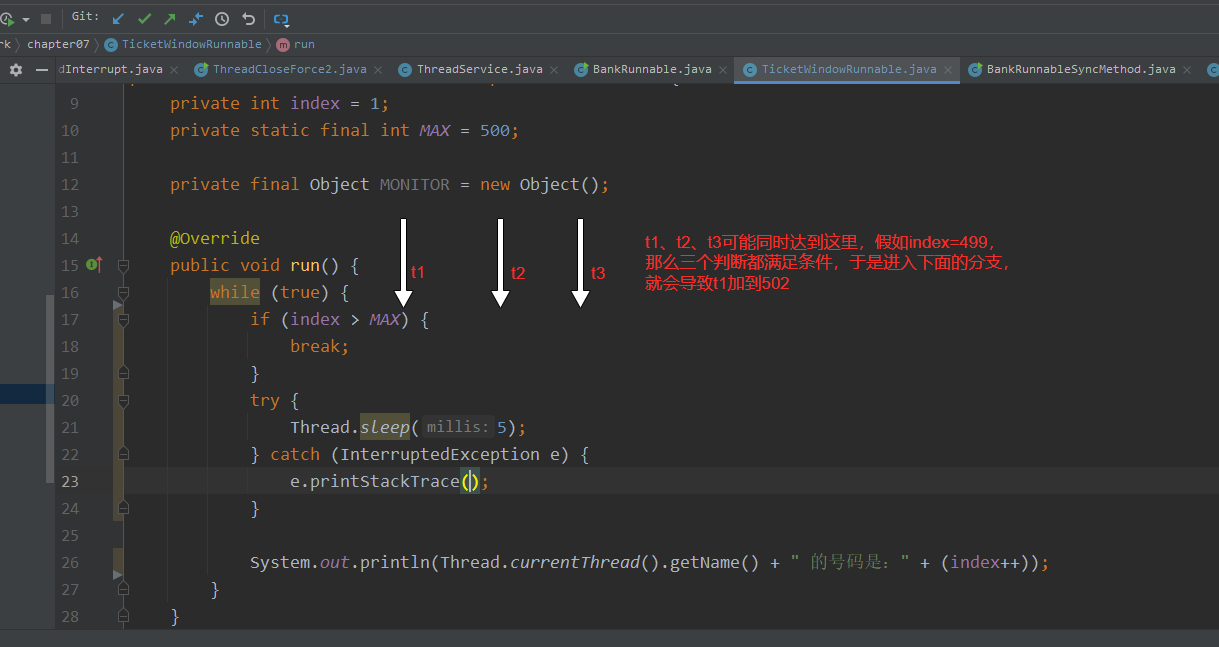 Git:
rk chapter07 TicketWindowRunnable run
dInterrupt.java ThreadCloseForce2.java ThreadService.java BankRunnable.java TicketWindowRunnable.java BankRunnableSyncMethod.java
9 private int index = 1;
10 private static final int MAX = 500;
11
12 private final Object MONITOR = new Object();
13
14 @Override
15 public void run() {
16 while (true) {
17 if (index > MAX) {
18 break;
19 }
20 try {
21 Thread.sleep( millis: 5);
22 } catch (InterruptedException e) {
23 e.printStackTrace();
24 }
25
26 System.out.println(Thread.currentThread().getName() + " 的号码是：" + (index++));
27 }
28 }
t1
t2
t3
t1、t2、t3可能同时达到这里，假如index=499，
那么三个判断都满足条件，于是进入下面的分支，
就会导致t1加到502